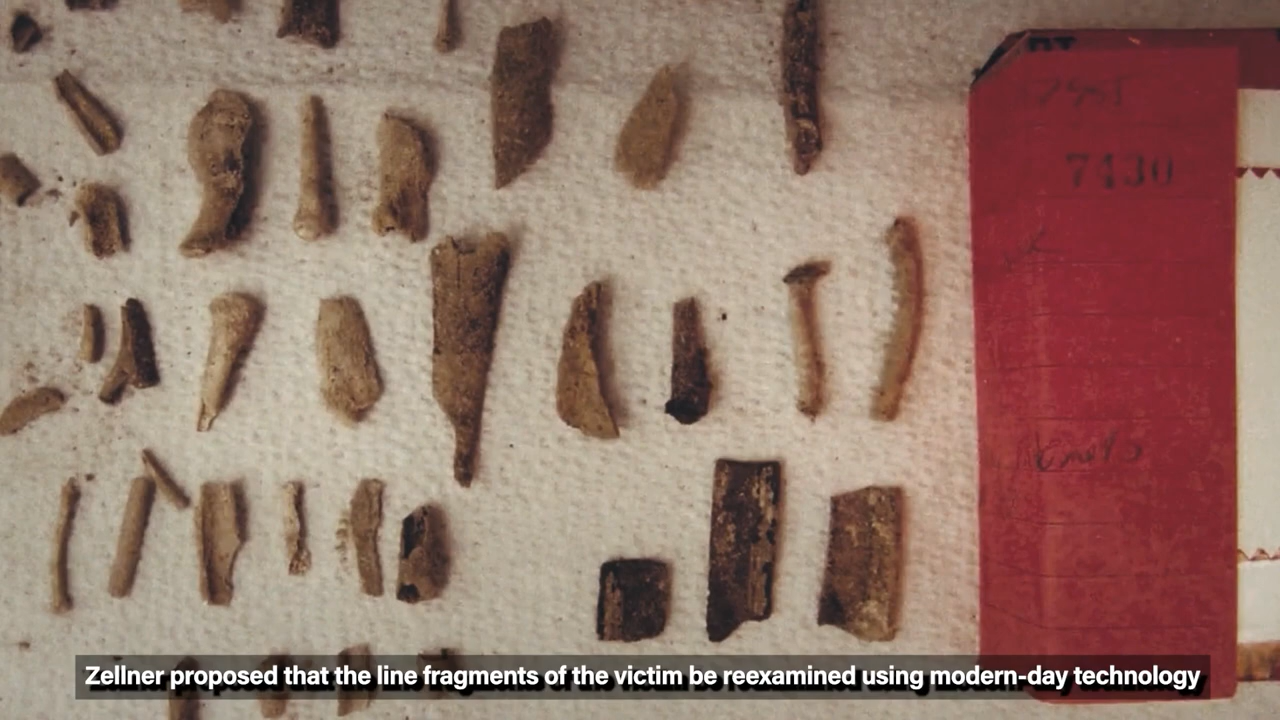 7430
Zellner proposed that the line fragments of the victim be reexamined using modern-day technology